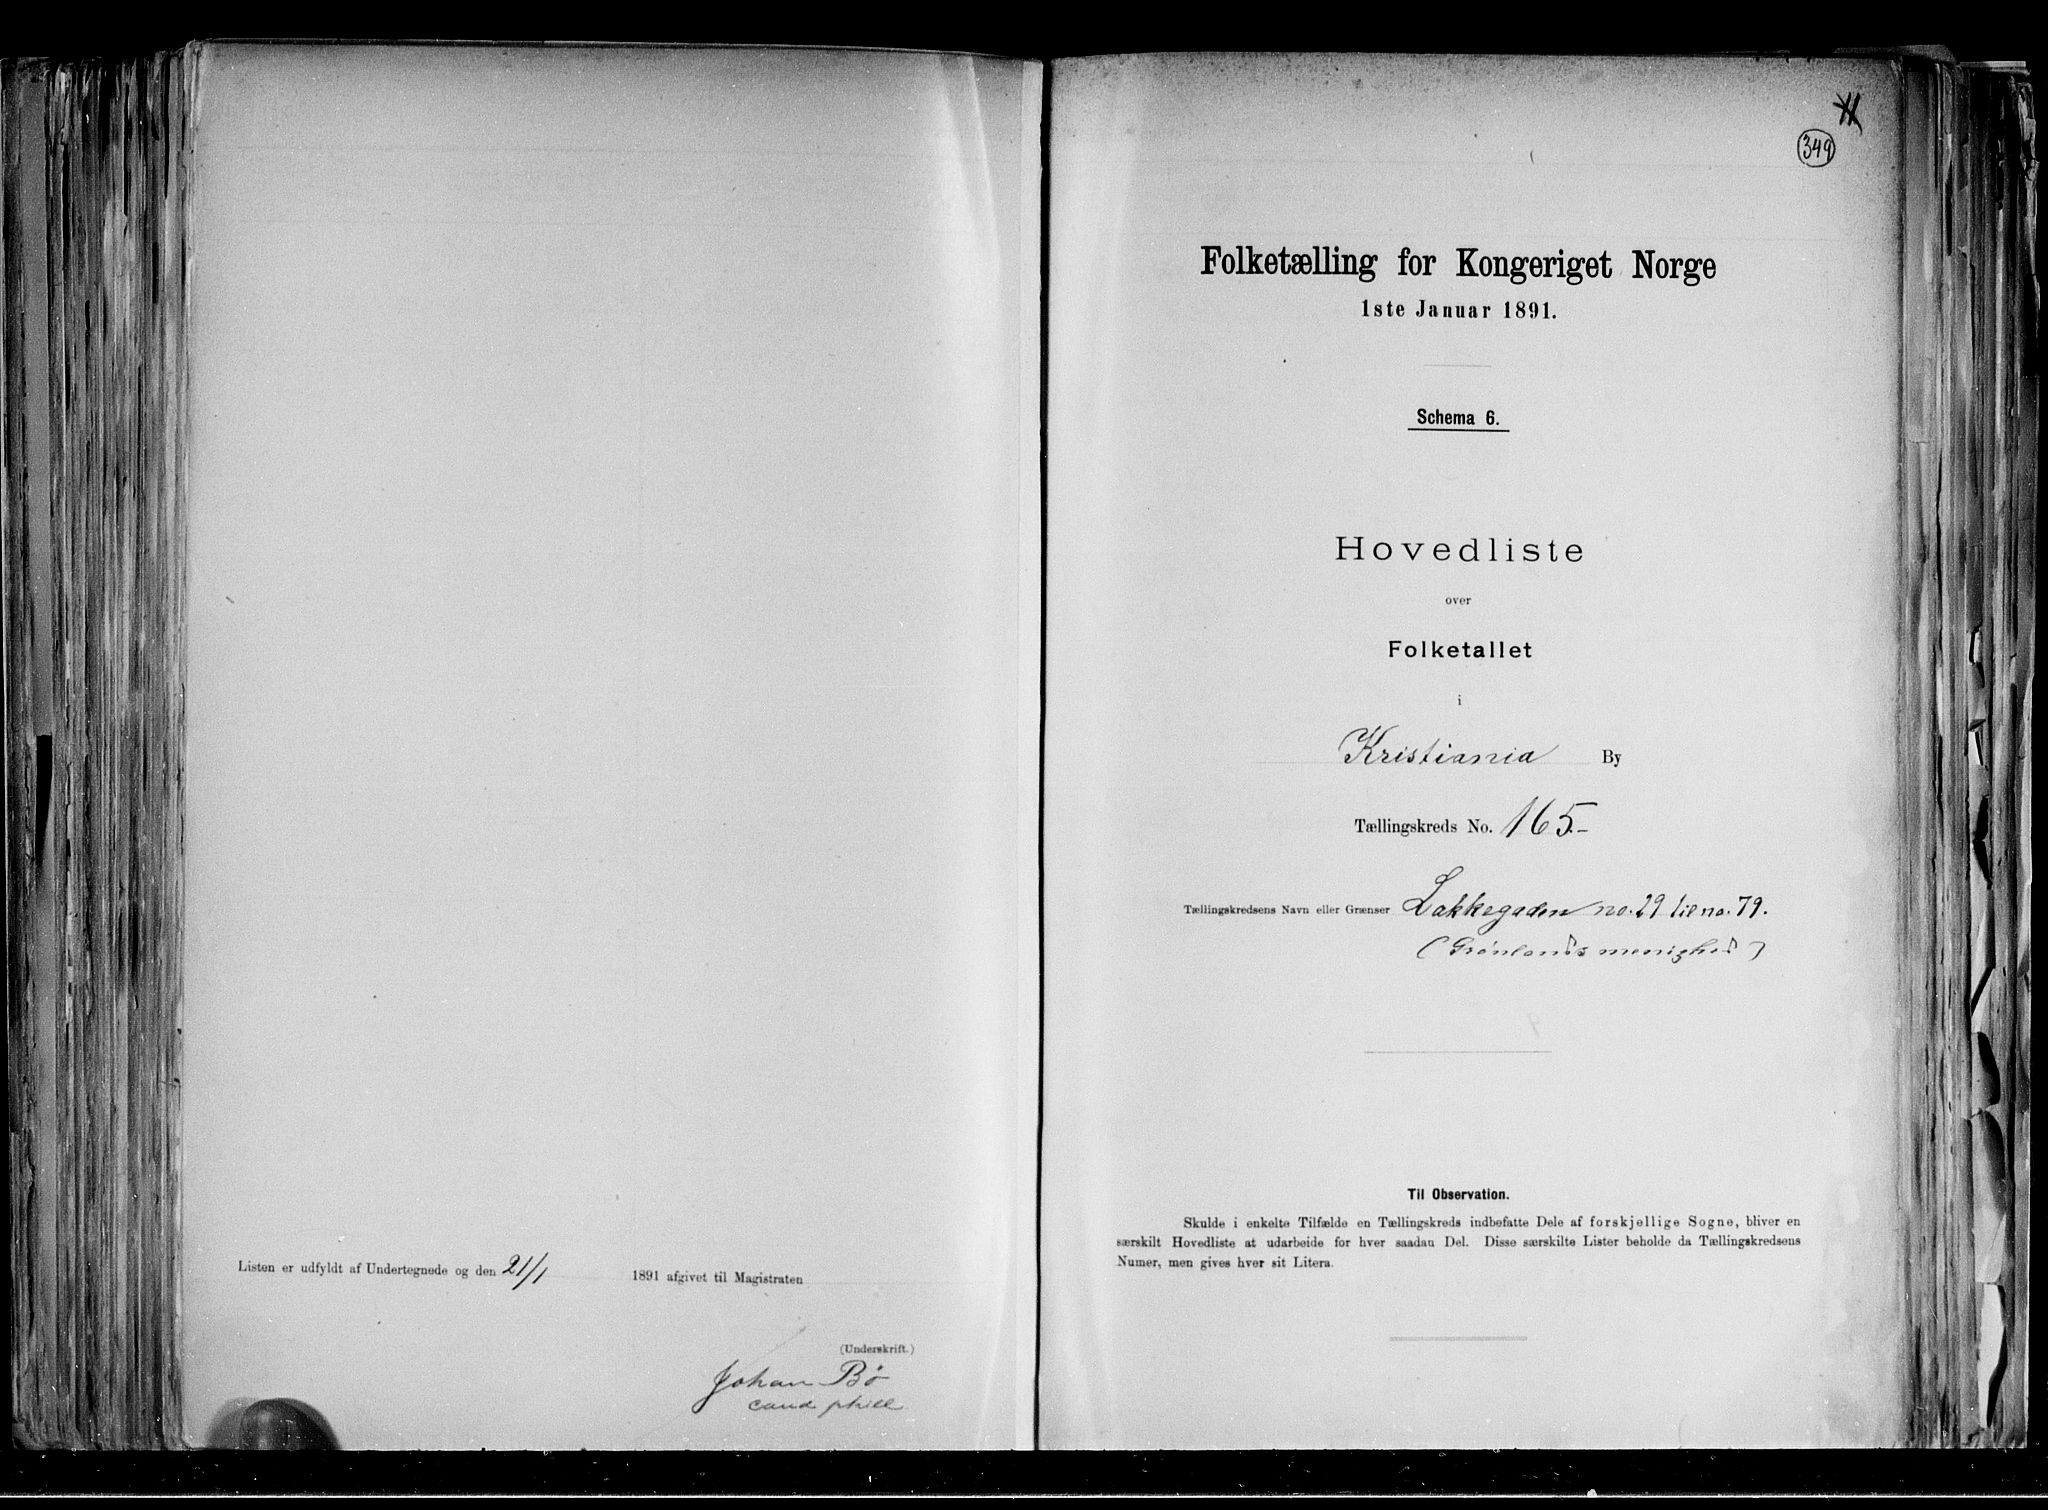 Listen er udfyldt af Undertegnede og den 21/1 1891 afgivet til Magistraten
(Underskrift.)
Johan Bø
cand phill
349
Folketælling for Kongeriget Norge
1ste Januar 1891.
Schema 6.
Hovedliste
over
Folketallet
i
Kristiania By
Tællingskreds No. 165.-
Tællingskredsens Navn eller Grænser Lakkegaden no. 29 til no. 79.
(Grønlands menighed)
Til Observation.
Skulde i enkelte Tilfælde en Tællingskreds indbefatte Dele af forskjellige Sogne, bliver en
særskilt Hovedliste at udarbeide for hver saadan Del. Disse særskilte Lister beholde da Tællingskredsens
Numer, men gives hver sit Litera.